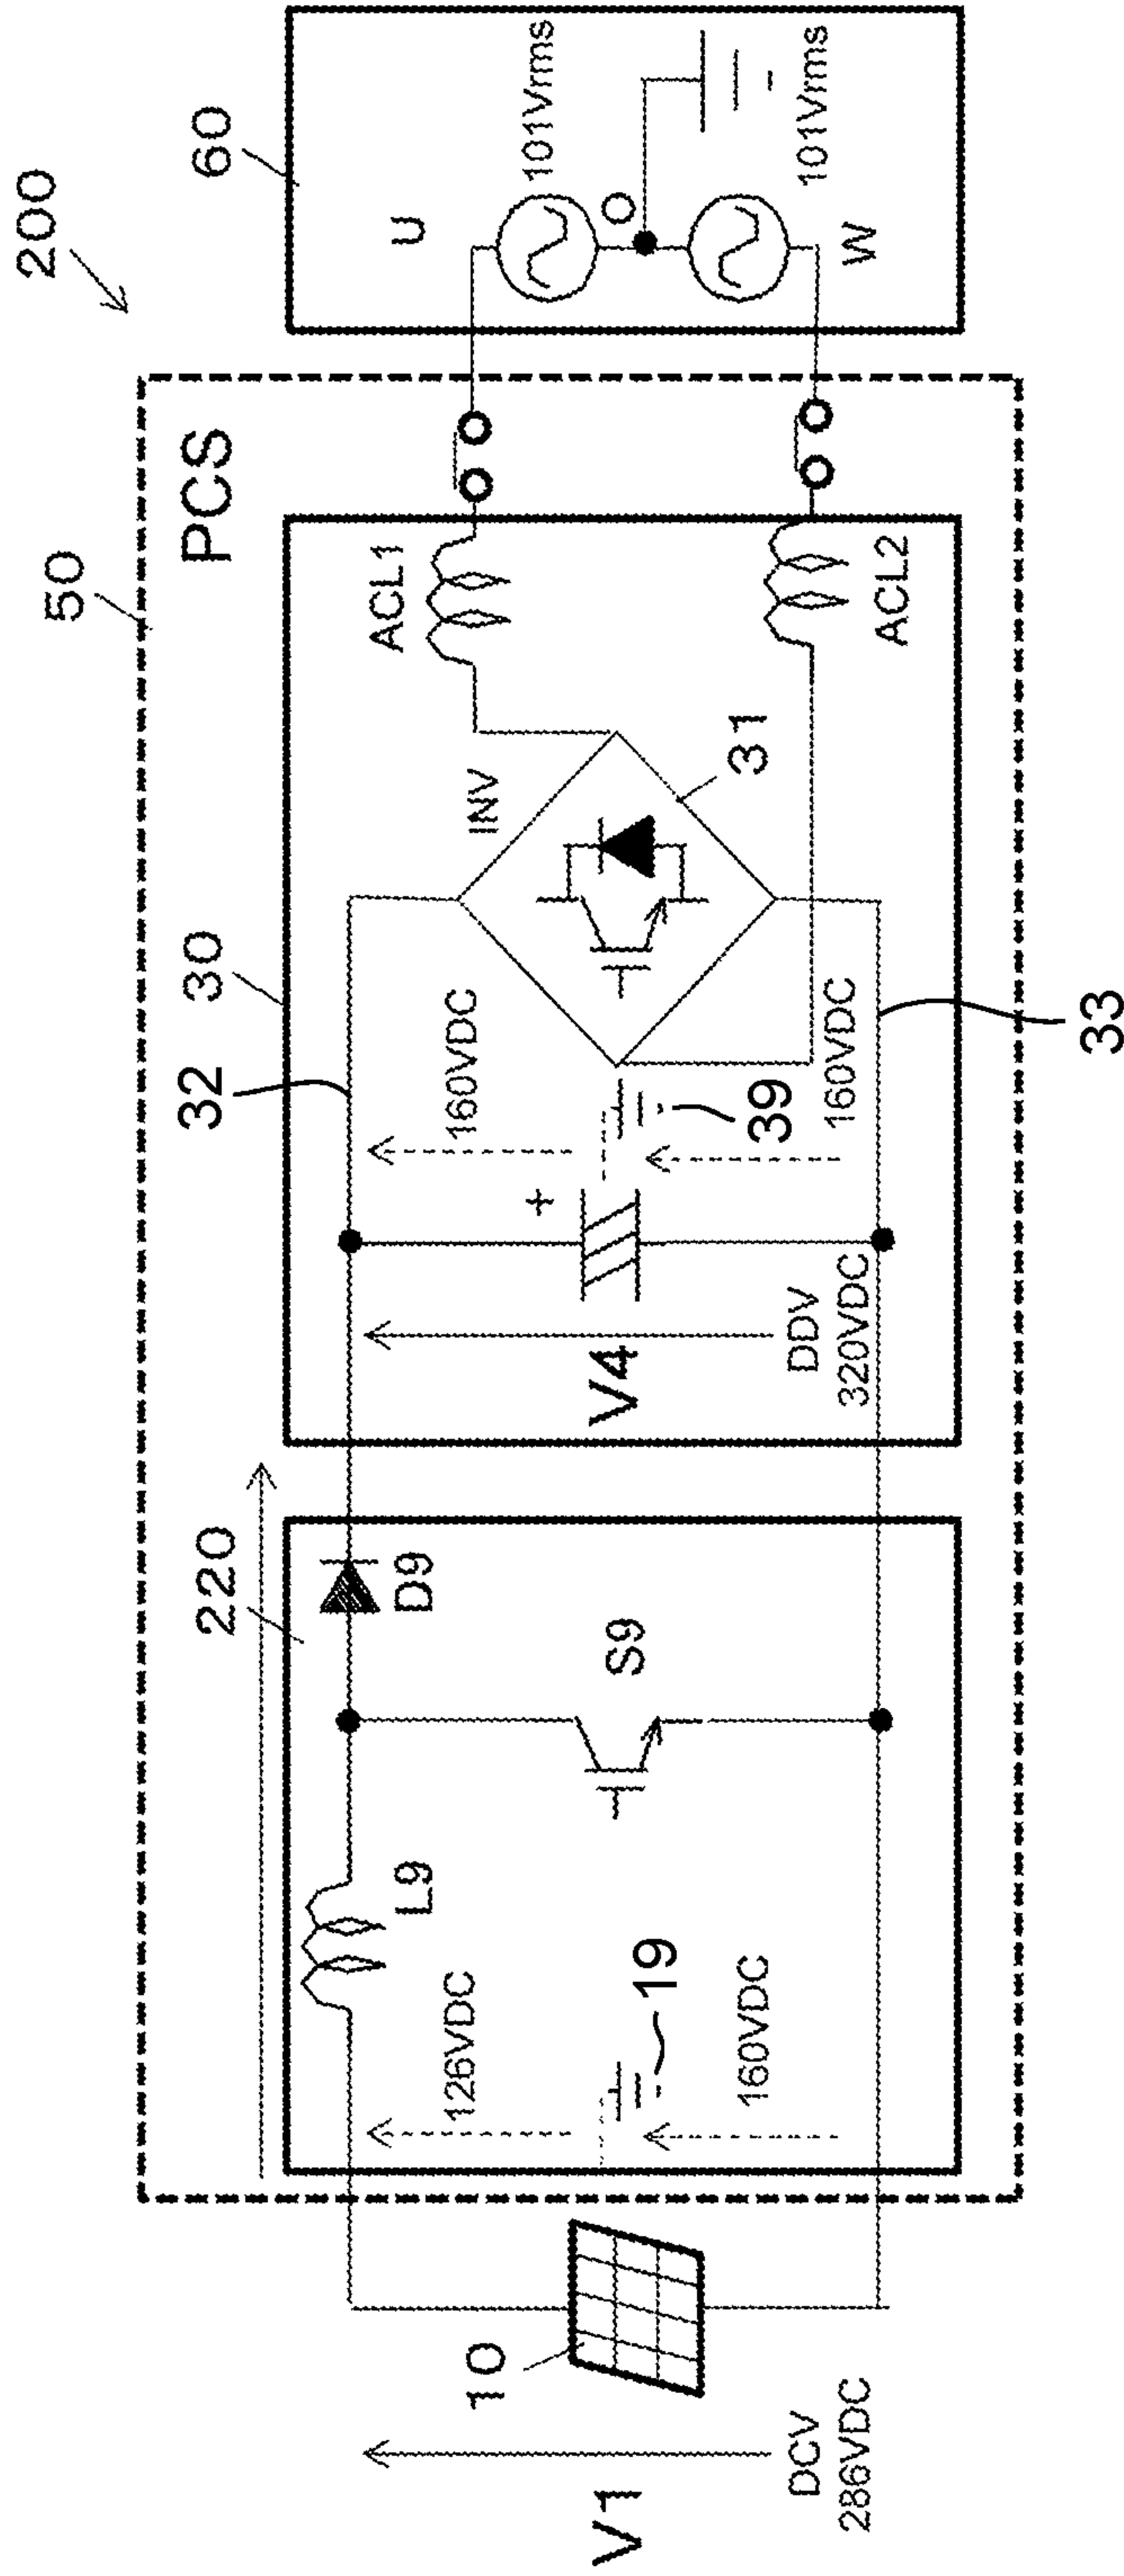 200
50
PCS
60
U
101Vrms
O
101Vrms
W
220
D9
L9
S9
126VDC
19
160VDC
10
V1
DCV
286VDC
30
32
INV
ACL1
ACL2
31
160VDC
+
39
160VDC
33
V4
DDV
320VDC